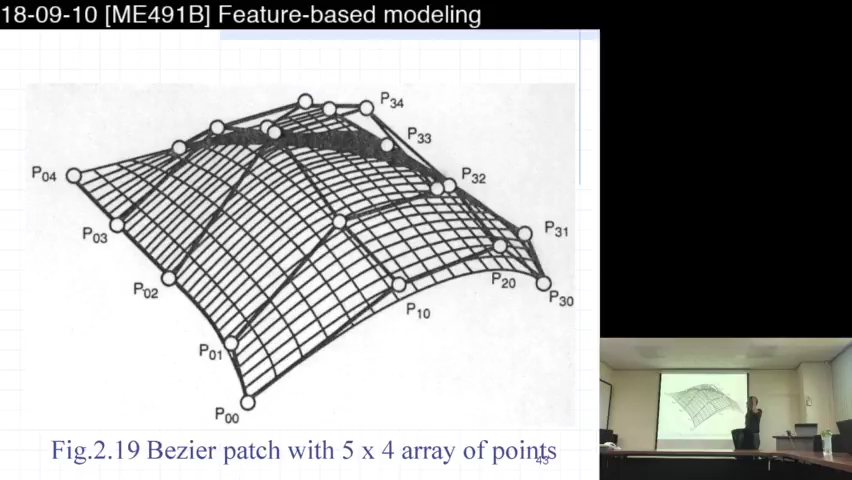 18-09-10 [ME491B] Feature-based modeling
P34
P33
P04
P32
P03
P31
P02
P20
P30
P10
P01
P00
Fig.2.19 Bezier patch with 5 x 4 array of points
43